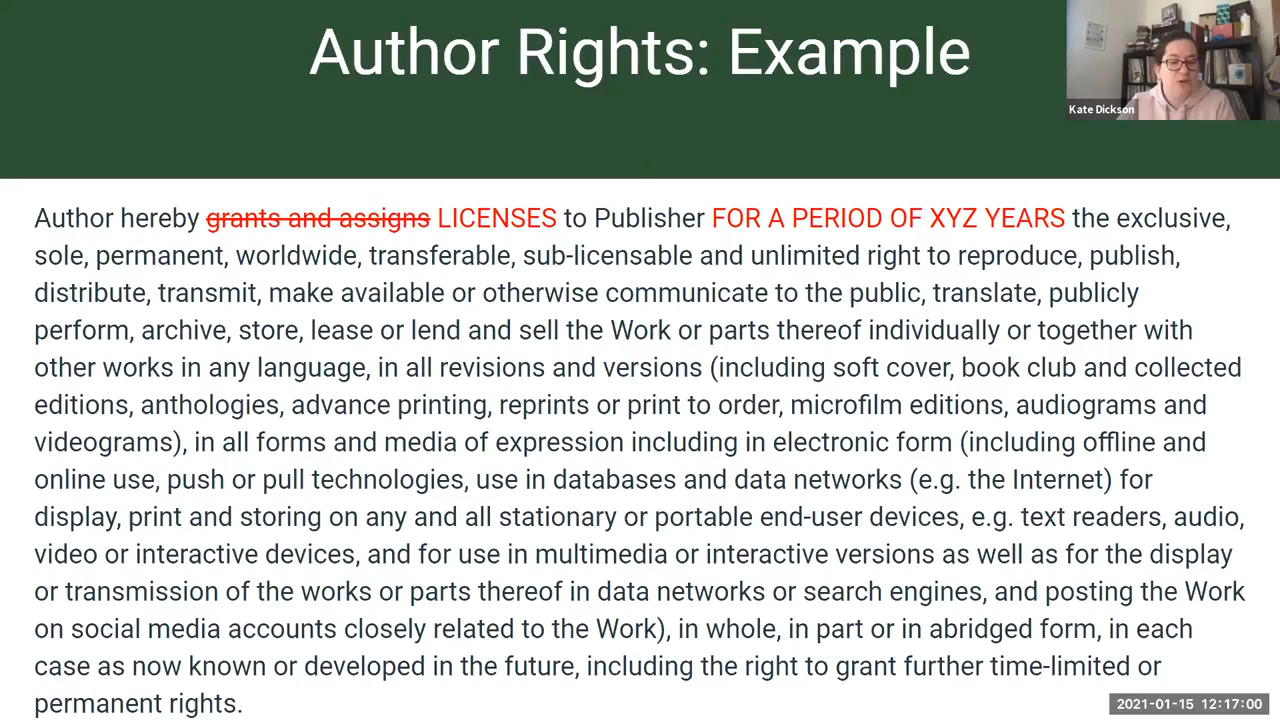 Author Rights: Example
Kate Dickson
Author hereby grants and assigns LICENSES to Publisher FOR A PERIOD OF XYZ YEARS the exclusive,
sole, permanent, worldwide, transferable, sub-licensable and unlimited right to reproduce, publish,
distribute, transmit, make available or otherwise communicate to the public, translate, publicly
perform, archive, store, lease or lend and sell the Work or parts thereof individually or together with
other works in any language, in all revisions and versions (including soft cover, book club and collected
editions, anthologies, advance printing, reprints or print to order, microfilm editions, audiograms and
videograms), in all forms and media of expression including in electronic form (including offline and
online use, push or pull technologies, use in databases and data networks (e.g. the Internet) for
display, print and storing on any and all stationary or portable end-user devices, e.g. text readers, audio,
video or interactive devices, and for use in multimedia or interactive versions as well as for the display
or transmission of the works or parts thereof in data networks or search engines, and posting the Work
on social media accounts closely related to the Work), in whole, in part or in abridged form, in each
case as now known or developed in the future, including the right to grant further time-limited or
permanent rights.
2021-01-15 12:17:00